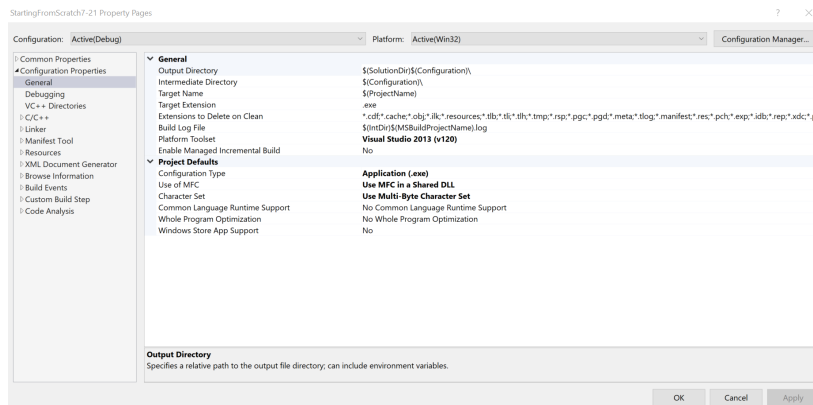 StartingFromScratch7-21 Property Pages
Configuration: Active(Debug) Platform: Active(Win32) Configuration Manager...
Common Properties
Configuration Properties
General
Debugging
VC++ Directories
C/C++
Linker
Manifest Tool
Resources
XML Document Generator
Browse Information
Build Events
Custom Build Step
Code Analysis
General
Output Directory $(SolutionDir)$(Configuration)\
Intermediate Directory $(Configuration)\
Target Name $(ProjectName)
Target Extension .exe
Extensions to Delete on Clean *.cdf;*.cache;*.obj;*.ilk;*.resources;*.tlb;*.tli;*.tlh;*.tmp;*.rsp;*.pgc;*.pgd;*.meta;*.tlog;*.manifest;*.res;*.pch;*.exp;*.idb;*.rep;*.xdc;*.
Build Log File $(IntDir)$(MSBuildProjectName).log
Platform Toolset Visual Studio 2013 (v120)
Enable Managed Incremental Build No
Project Defaults
Configuration Type Application (.exe)
Use of MFC Use MFC in a Shared DLL
Character Set Use Multi-Byte Character Set
Common Language Runtime Support No Common Language Runtime Support
Whole Program Optimization No Whole Program Optimization
Windows Store App Support No
Output Directory
Specifies a relative path to the output file directory; can include environment variables.
OK Cancel Apply